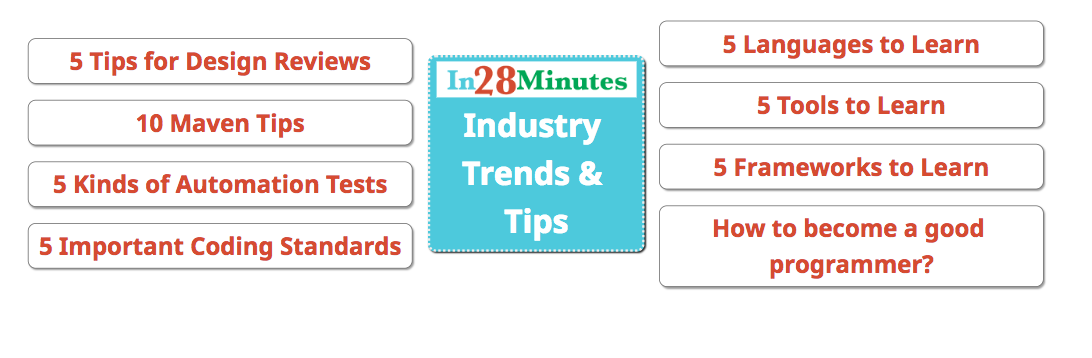 5 Tips for Design Reviews
10 Maven Tips
5 Kinds of Automation Tests
5 Important Coding Standards
In28Minutes
Industry
Trends &
Tips
5 Languages to Learn
5 Tools to Learn
5 Frameworks to Learn
How to become a good
programmer?